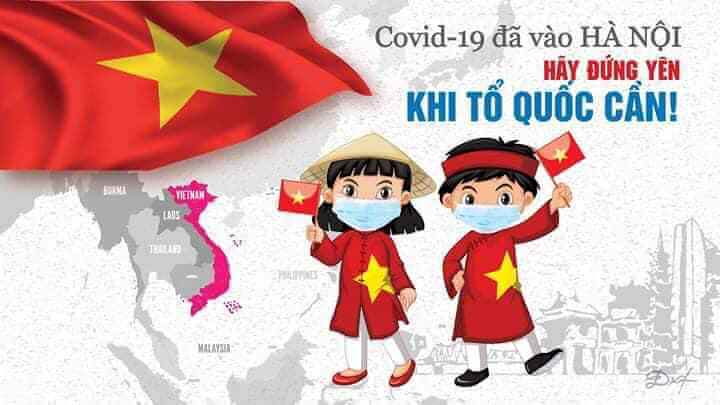 Covid-19 đã vào HÀ NỘI
HÃY ĐỨNG YÊN
KHI TỔ QUỐC CẦN!
BURMA
VIETNAM
LAOS
THAILAND
PHILIPPINES
MALAYSIA